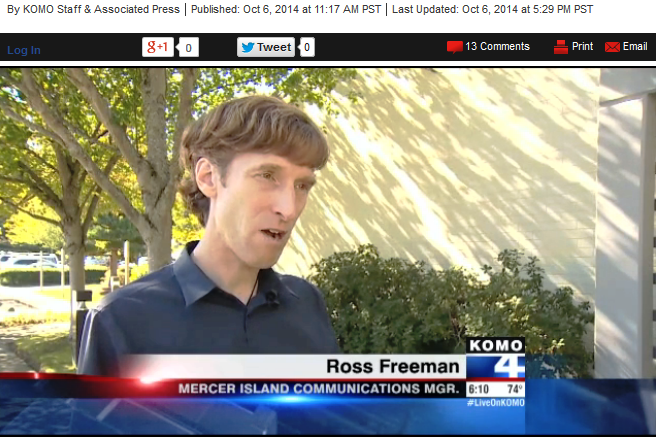 By KOMO Staff & Associated Press | Published: Oct 6, 2014 at 11:17 AM PST | Last Updated: Oct 6, 2014 at 5:29 PM PST
Log In
g+1 0
Tweet 0
13 Comments
Print
Email
KOMO
4
Ross Freeman
MERCER ISLAND COMMUNICATIONS MGR.
6:10 74°
#LiveOnKOMO